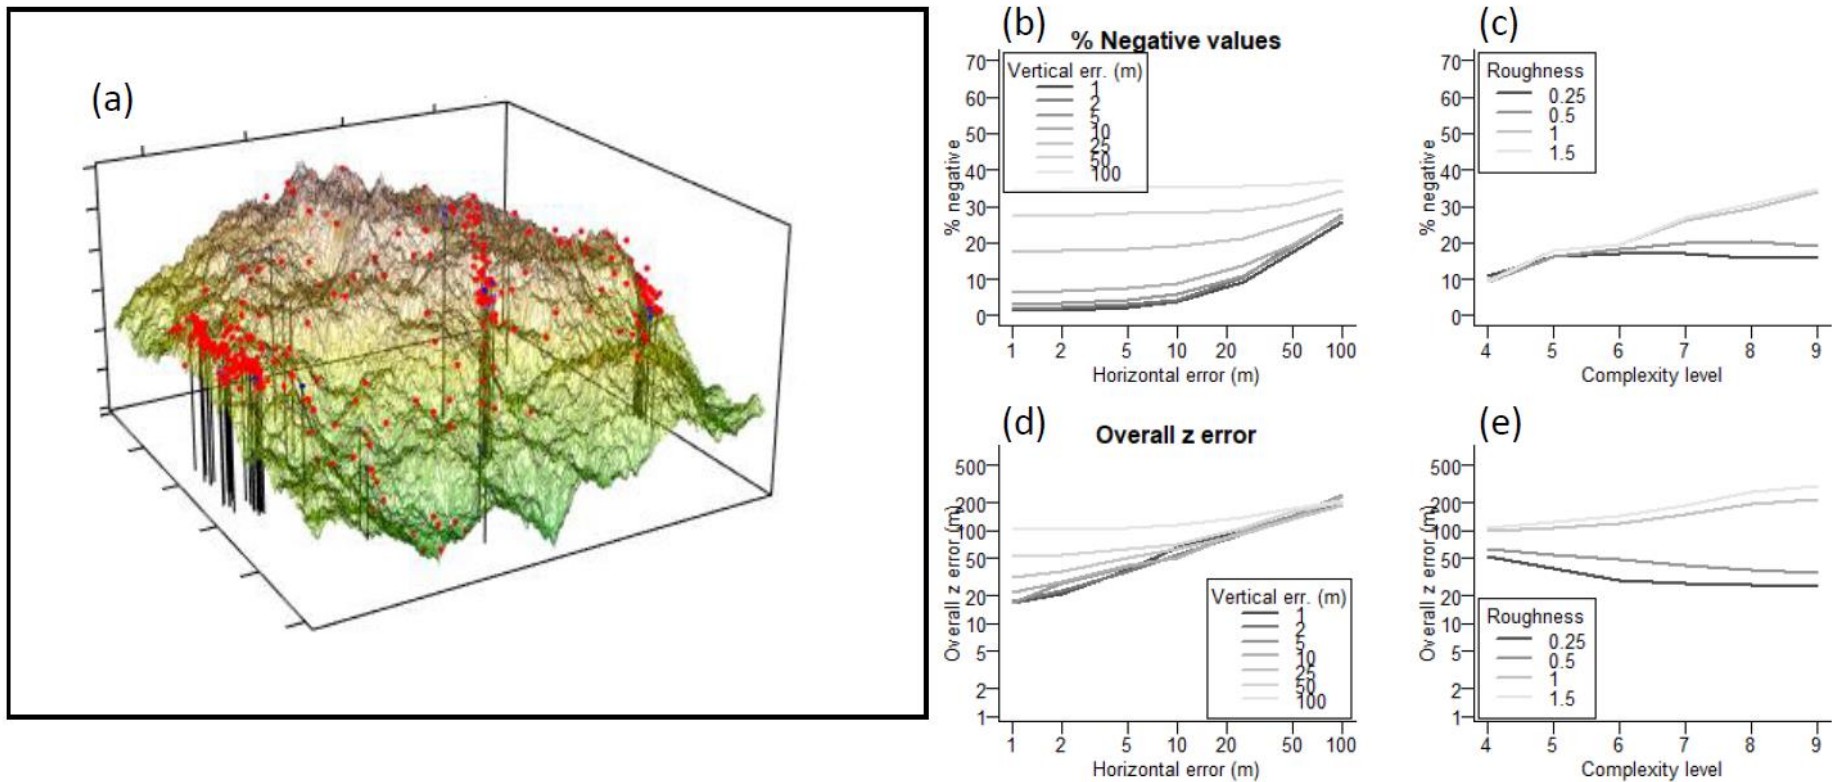 (a)
(b)
% Negative values
% negative
70
60
50
40
30
20
10
0
Vertical err. (m)
1
2
5
10
25
50
100
1 2 5 10 20 50 100
Horizontal error (m)
(c)
% negative
70
60
50
40
30
20
10
0
Roughness
0.25
0.5
1
1.5
4 5 6 7 8 9
Complexity level
(d)
Overall z error
Overall z error (m)
500
200
100
50
20
10
5
2
1
Vertical err. (m)
1
2
5
10
25
50
100
1 2 5 10 20 50 100
Horizontal error (m)
(e)
Overall z error (m)
500
200
100
50
20
10
5
2
1
Roughness
0.25
0.5
1
1.5
4 5 6 7 8 9
Complexity level